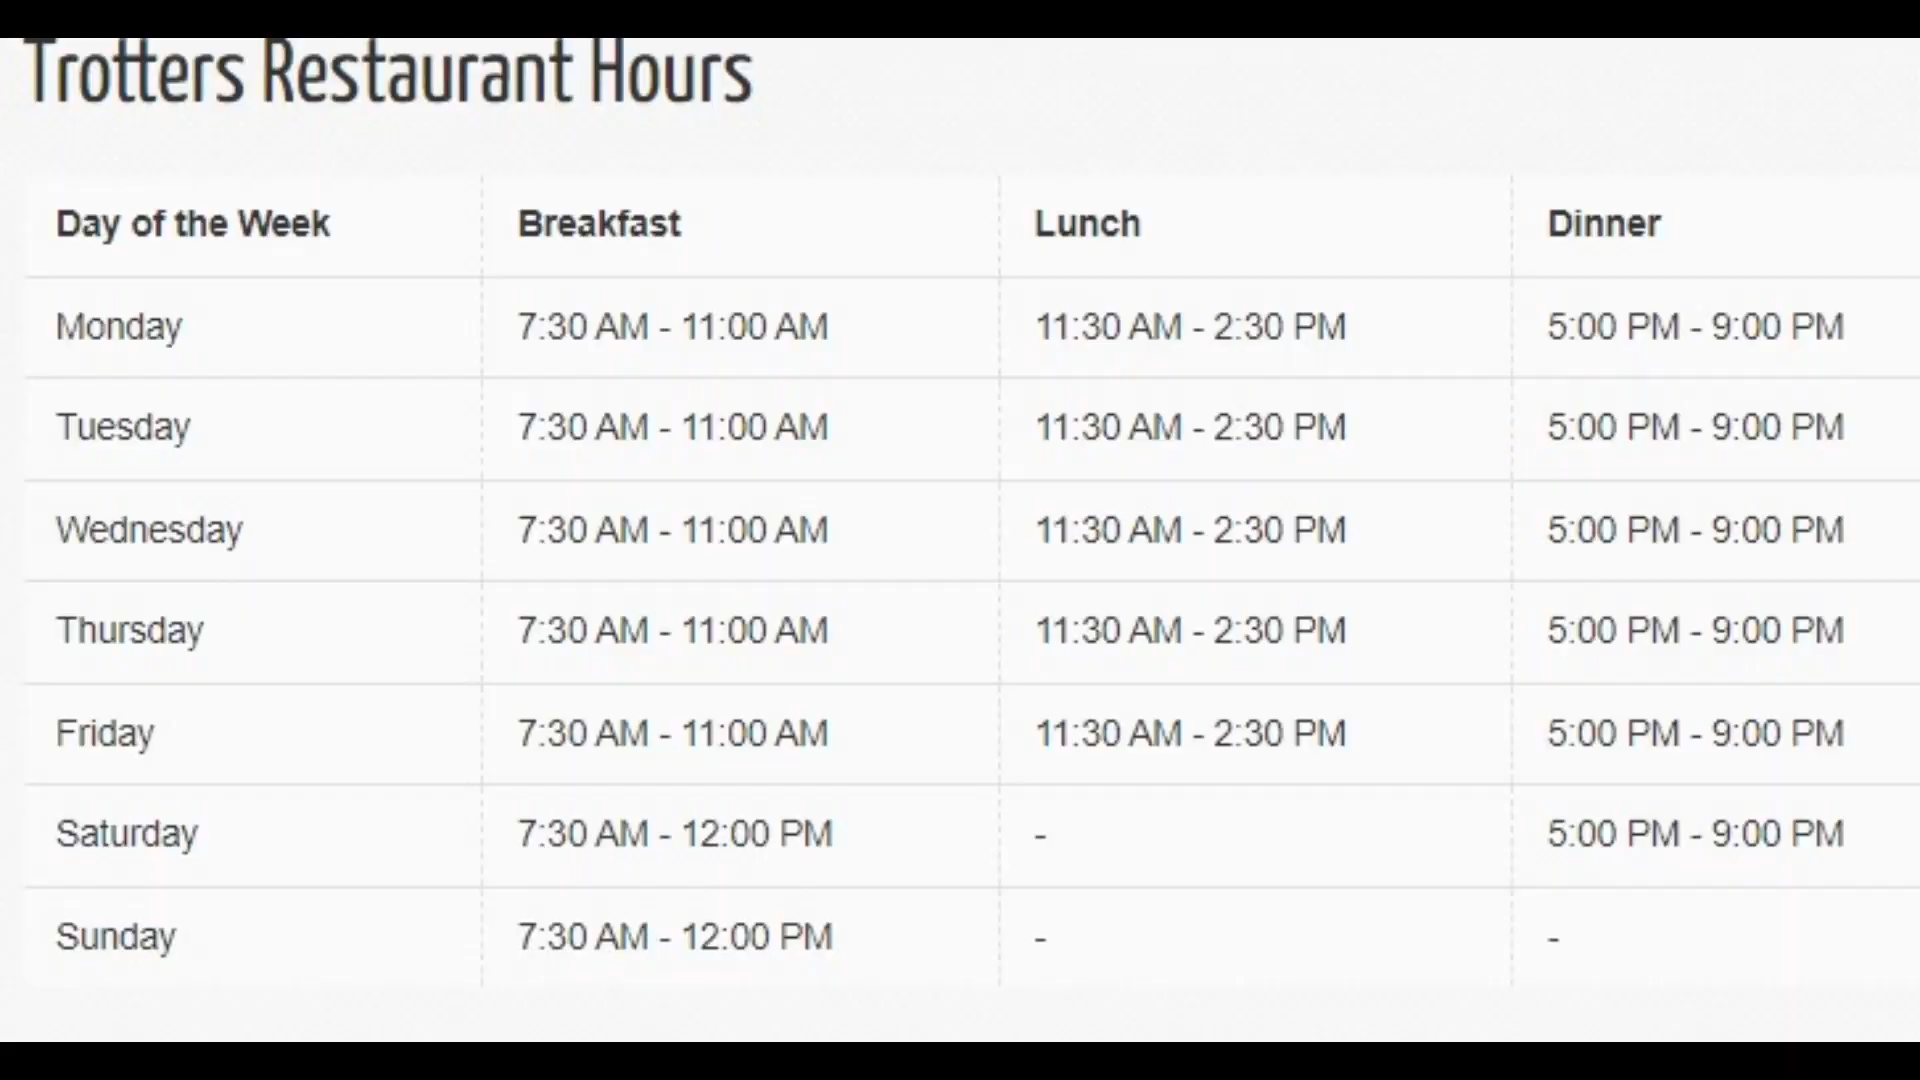 Trotters Restaurant Hours
Day of the Week Breakfast Lunch Dinner
Monday 7:30 AM - 11:00 AM 11:30 AM - 2:30 PM 5:00 PM - 9:00 PM
Tuesday 7:30 AM - 11:00 AM 11:30 AM - 2:30 PM 5:00 PM - 9:00 PM
Wednesday 7:30 AM - 11:00 AM 11:30 AM - 2:30 PM 5:00 PM - 9:00 PM
Thursday 7:30 AM - 11:00 AM 11:30 AM - 2:30 PM 5:00 PM - 9:00 PM
Friday 7:30 AM - 11:00 AM 11:30 AM - 2:30 PM 5:00 PM - 9:00 PM
Saturday 7:30 AM - 12:00 PM - 5:00 PM - 9:00 PM
Sunday 7:30 AM - 12:00 PM - -